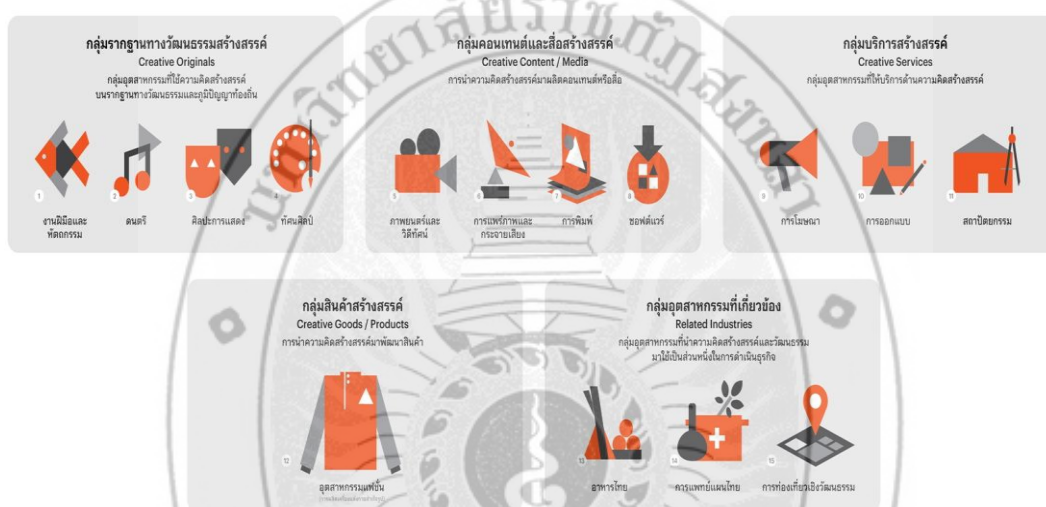 กลุ่มรากฐานทางวัฒนธรรมสร้างสรรค์
Creative Originals
กลุ่มอุตสาหกรรมที่ใช้ความคิดสร้างสรรค์
บนรากฐานทางวัฒนธรรมและภูมิปัญญาท้องถิ่น
1
งานฝีมือและ
หัตถกรรม
2
ดนตรี
3
ศิลปะการแสดง
4
ทัศนศิลป์
กลุ่มคอนเทนต์และสื่อสร้างสรรค์
Creative Content / Media
การนำความคิดสร้างสรรค์มาผลิตคอนเทนต์หรือสื่อ
5
ภาพยนตร์และ
วิดีทัศน์
6
การแพร่ภาพและ
กระจายเสียง
7
การพิมพ์
8
ซอฟต์แวร์
กลุ่มบริการสร้างสรรค์
Creative Services
กลุ่มอุตสาหกรรมที่ให้บริการด้านความคิดสร้างสรรค์
9
การโฆษณา
10
การออกแบบ
11
สถาปัตยกรรม
กลุ่มสินค้าสร้างสรรค์
Creative Goods / Products
การนำความคิดสร้างสรรค์มาพัฒนาสินค้า
12
อุตสาหกรรมแฟชั่น
กลุ่มอุตสาหกรรมที่เกี่ยวข้อง
Related Industries
กลุ่มอุตสาหกรรมที่นำความคิดสร้างสรรค์และวัฒนธรรม
มาใช้เป็นส่วนหนึ่งในการดำเนินธุรกิจ
13
อาหารไทย
14
การแพทย์แผนไทย
15
การท่องเที่ยวเชิงวัฒนธรรม